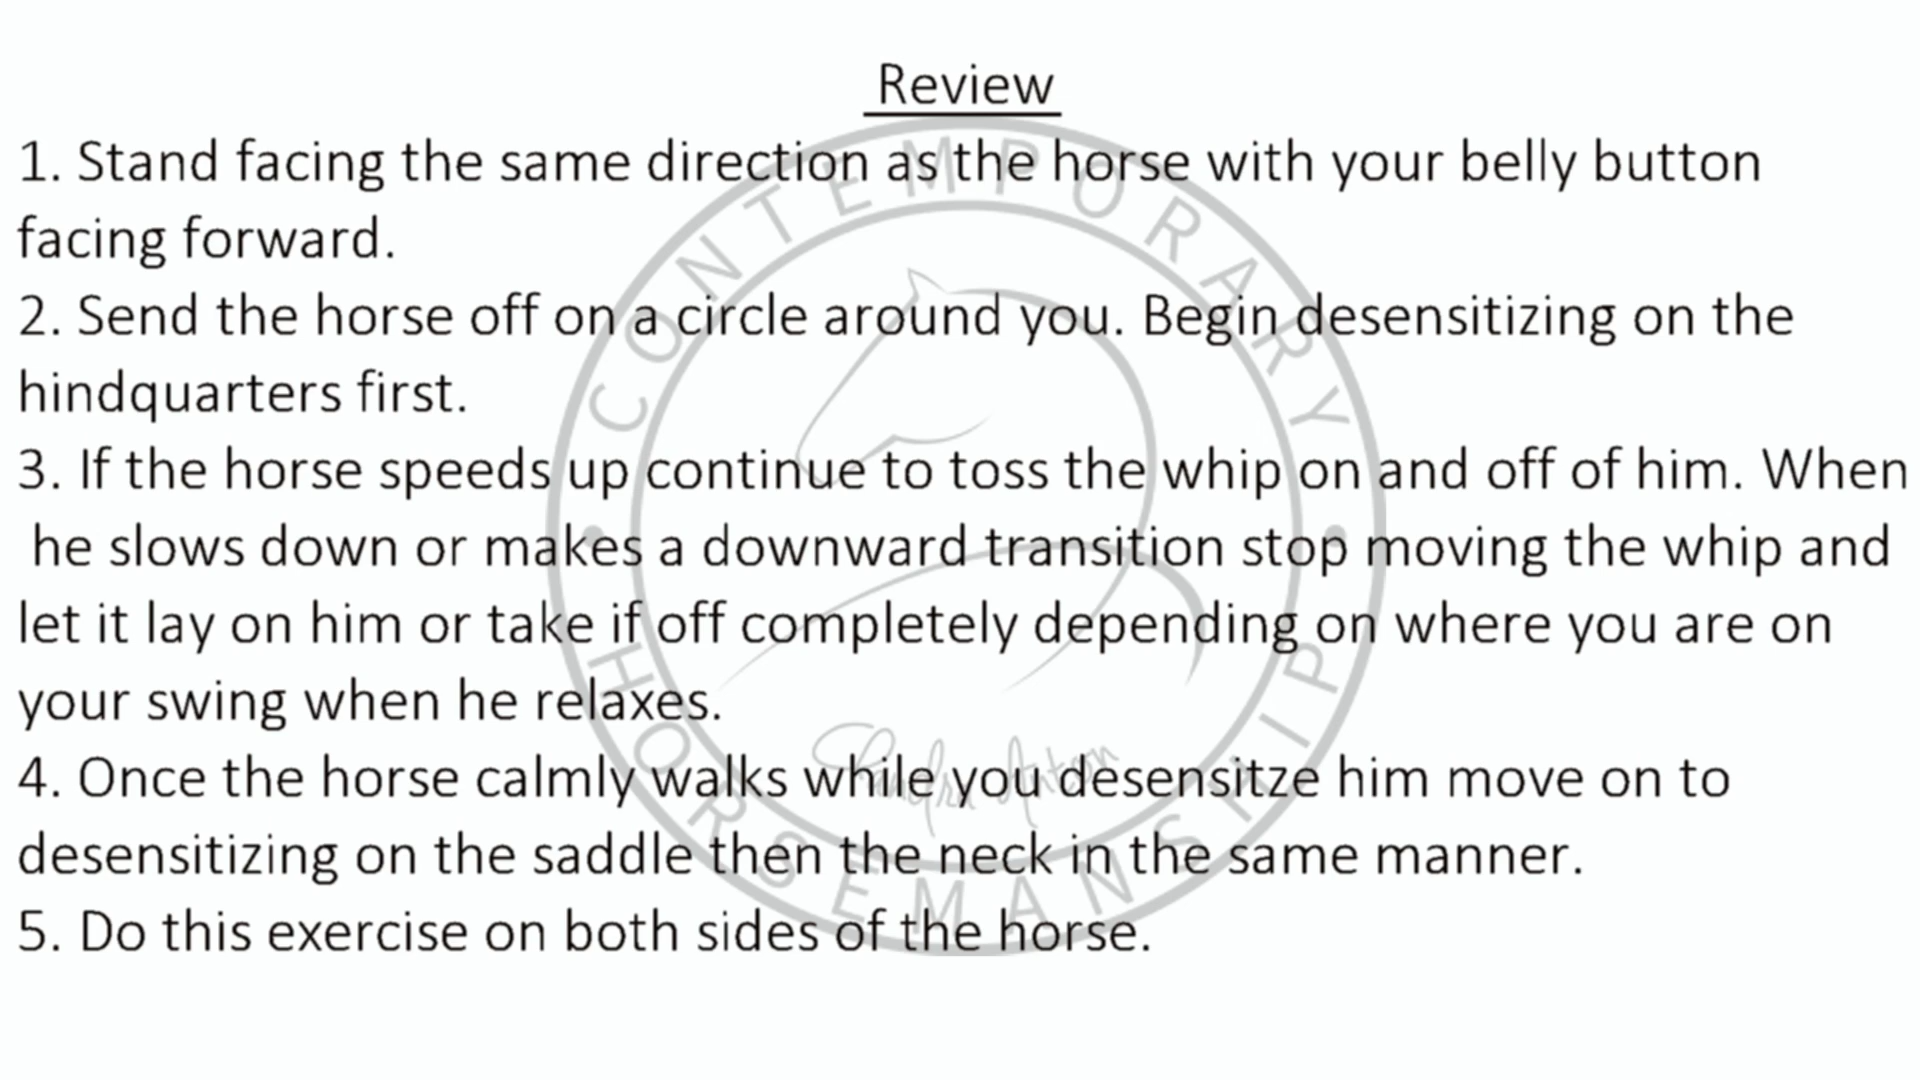 Review
1. Stand facing the same direction as the horse with your belly button
facing forward.
2. Send the horse off on a circle around you. Begin desensitizing on the
hindquarters first.
3. If the horse speeds up continue to toss the whip on and off of him. When
he slows down or makes a downward transition stop moving the whip and
let it lay on him or take if off completely depending on where you are on
your swing when he relaxes.
4. Once the horse calmly walks while you desensitze him move on to
desensitizing on the saddle then the neck in the same manner.
5. Do this exercise on both sides of the horse.
CONTEMPORARY
HORSEMANSHIP